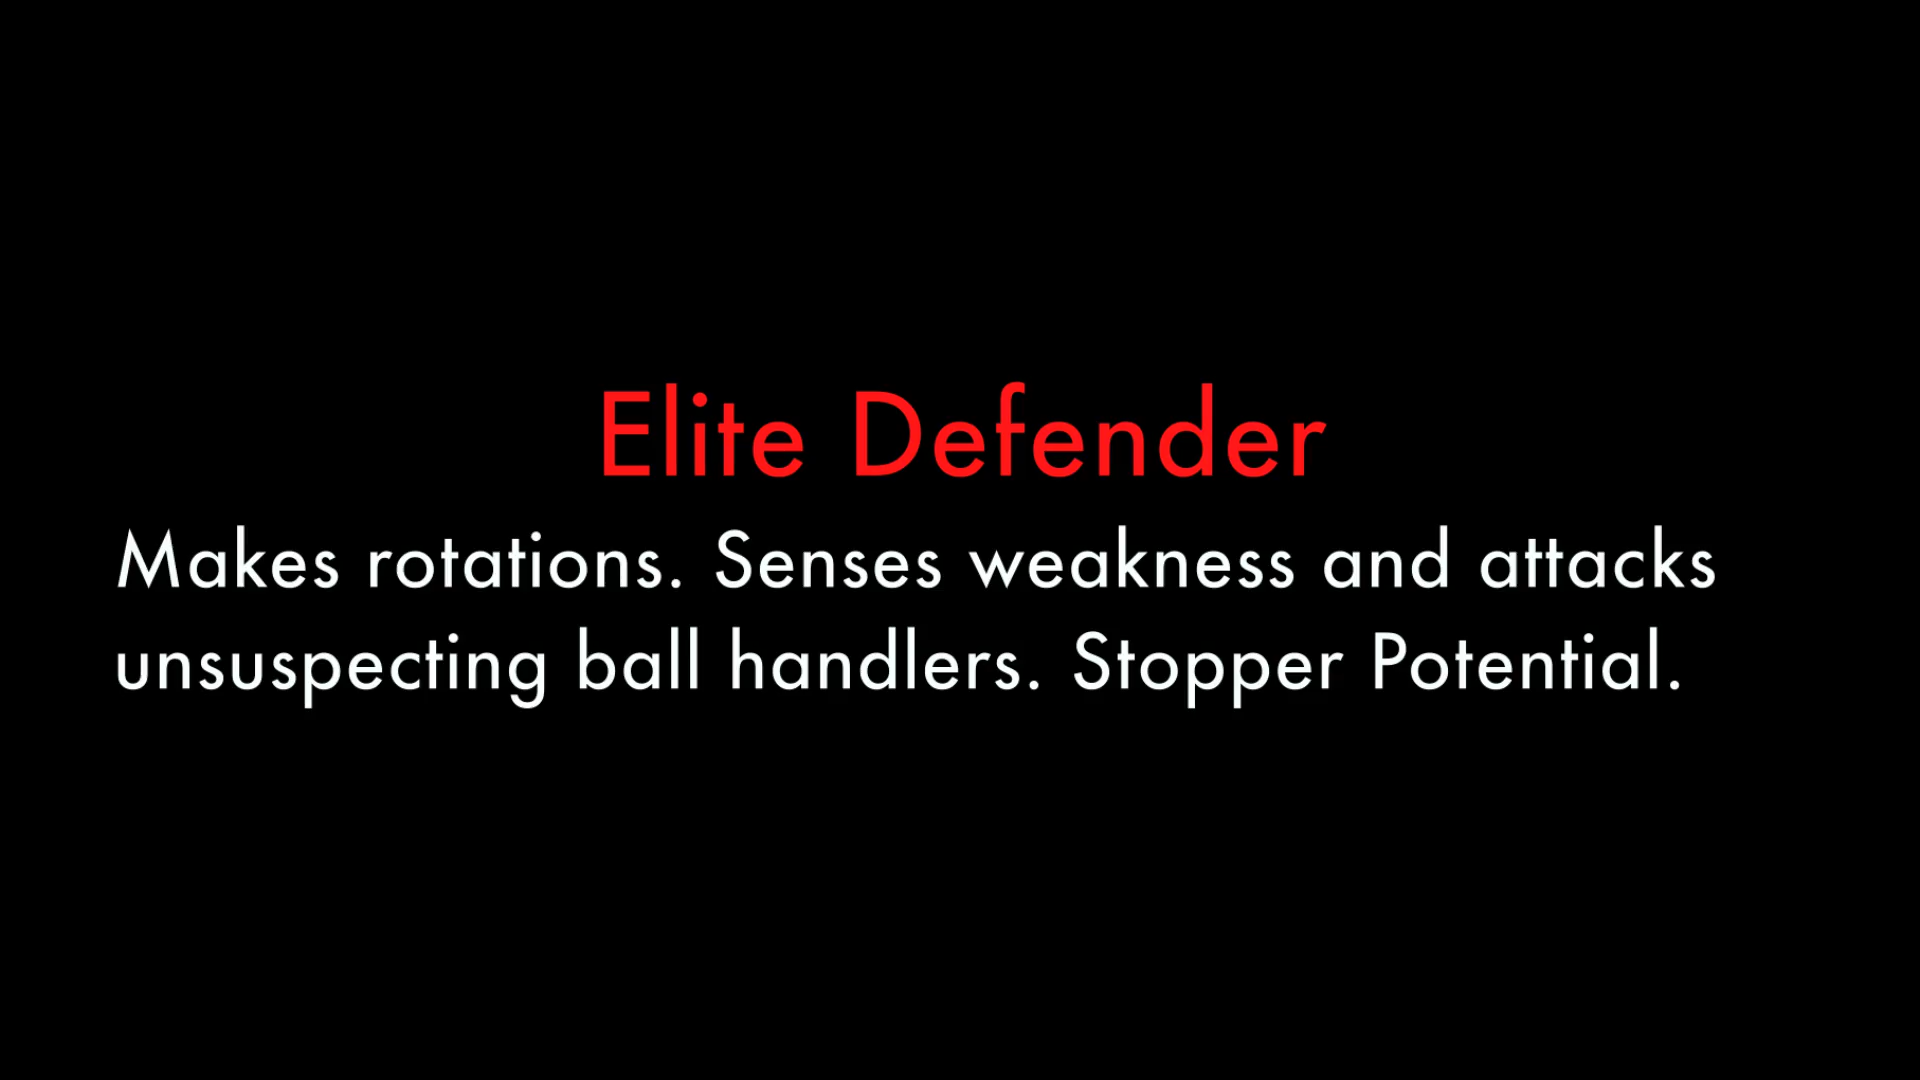 Elite Defender
Makes rotations. Senses weakness and attacks
unsuspecting ball handlers. Stopper Potential.